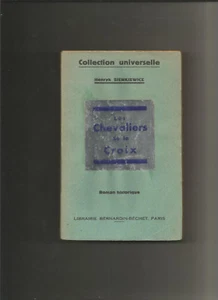 Collection universelle
Henryk SIENKIEWICZ
Les
Chevaliers
de la
Croix
Roman historique
LIBRAIRIE BERNARDIN-BÉCHET, PARIS